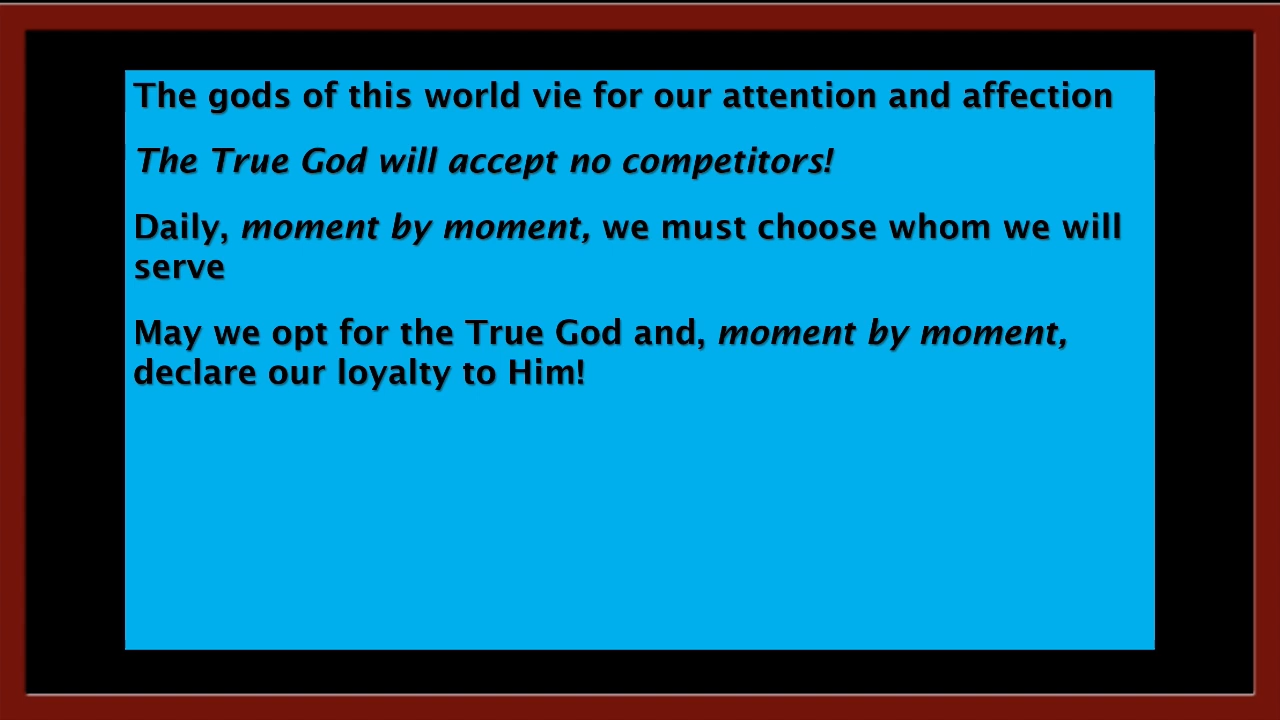 The gods of this world vie for our attention and affection
The True God will accept no competitors!
Daily, moment by moment, we must choose whom we will
serve
May we opt for the True God and, moment by moment,
declare our loyalty to Him!